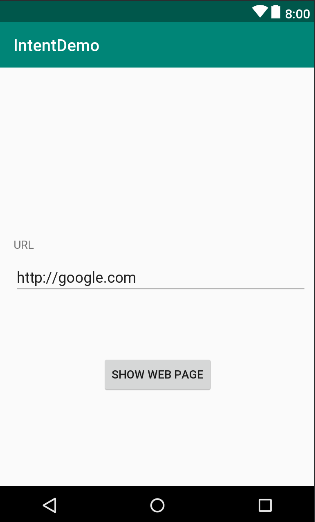 8:00
IntentDemo
URL
http://google.com
SHOW WEB PAGE